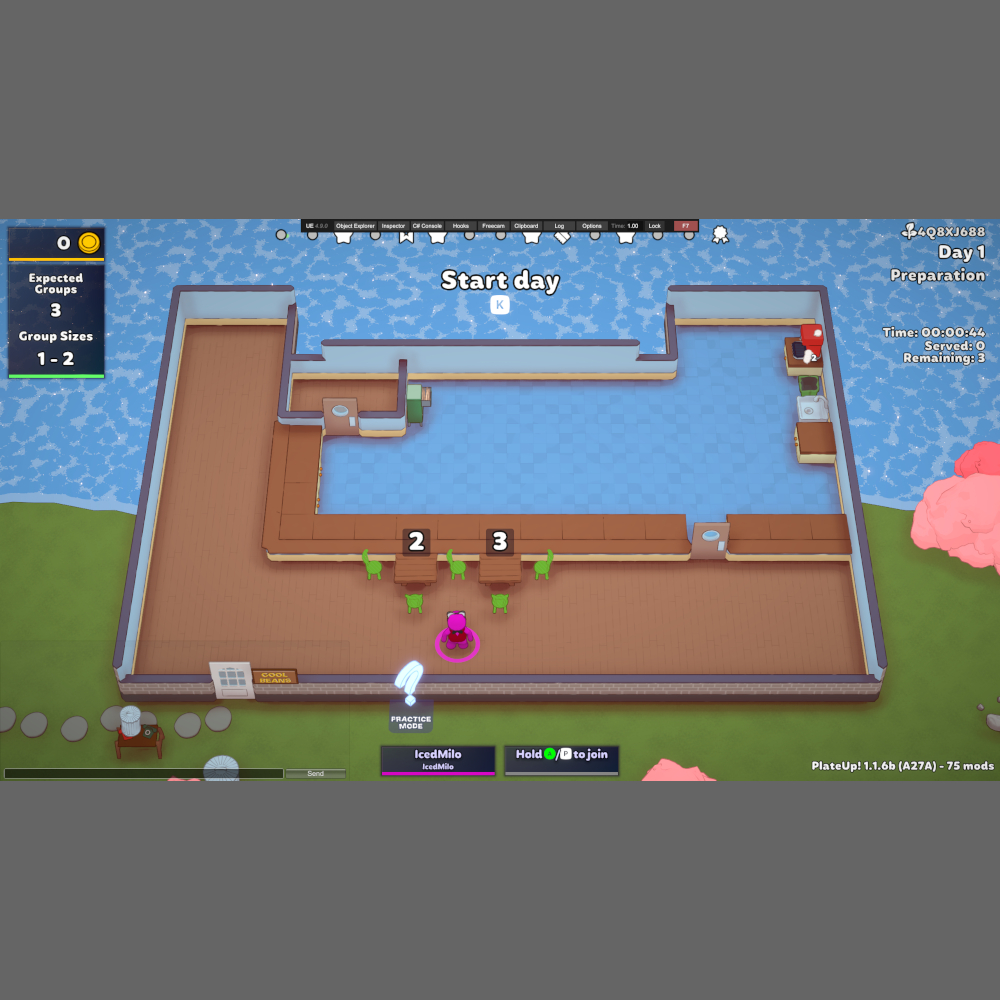 UE 4.9.0 Object Explorer Inspector C# Console Hooks Freecam Clipboard Log Options Time: 1.00 Lock F7
0
Expected
Groups
3
Group Sizes
1 - 2
Start day
K
4Q8XJ688
Day 1
Preparation
Time: 00:00:44
Served: 0
Remaining: 3
2
2
3
COOL
BEANS
PRACTICE
MODE
IcedMilo
IcedMilo
Hold A/P to join
Send
PlateUp! 1.1.6b (A27A) - 75 mods